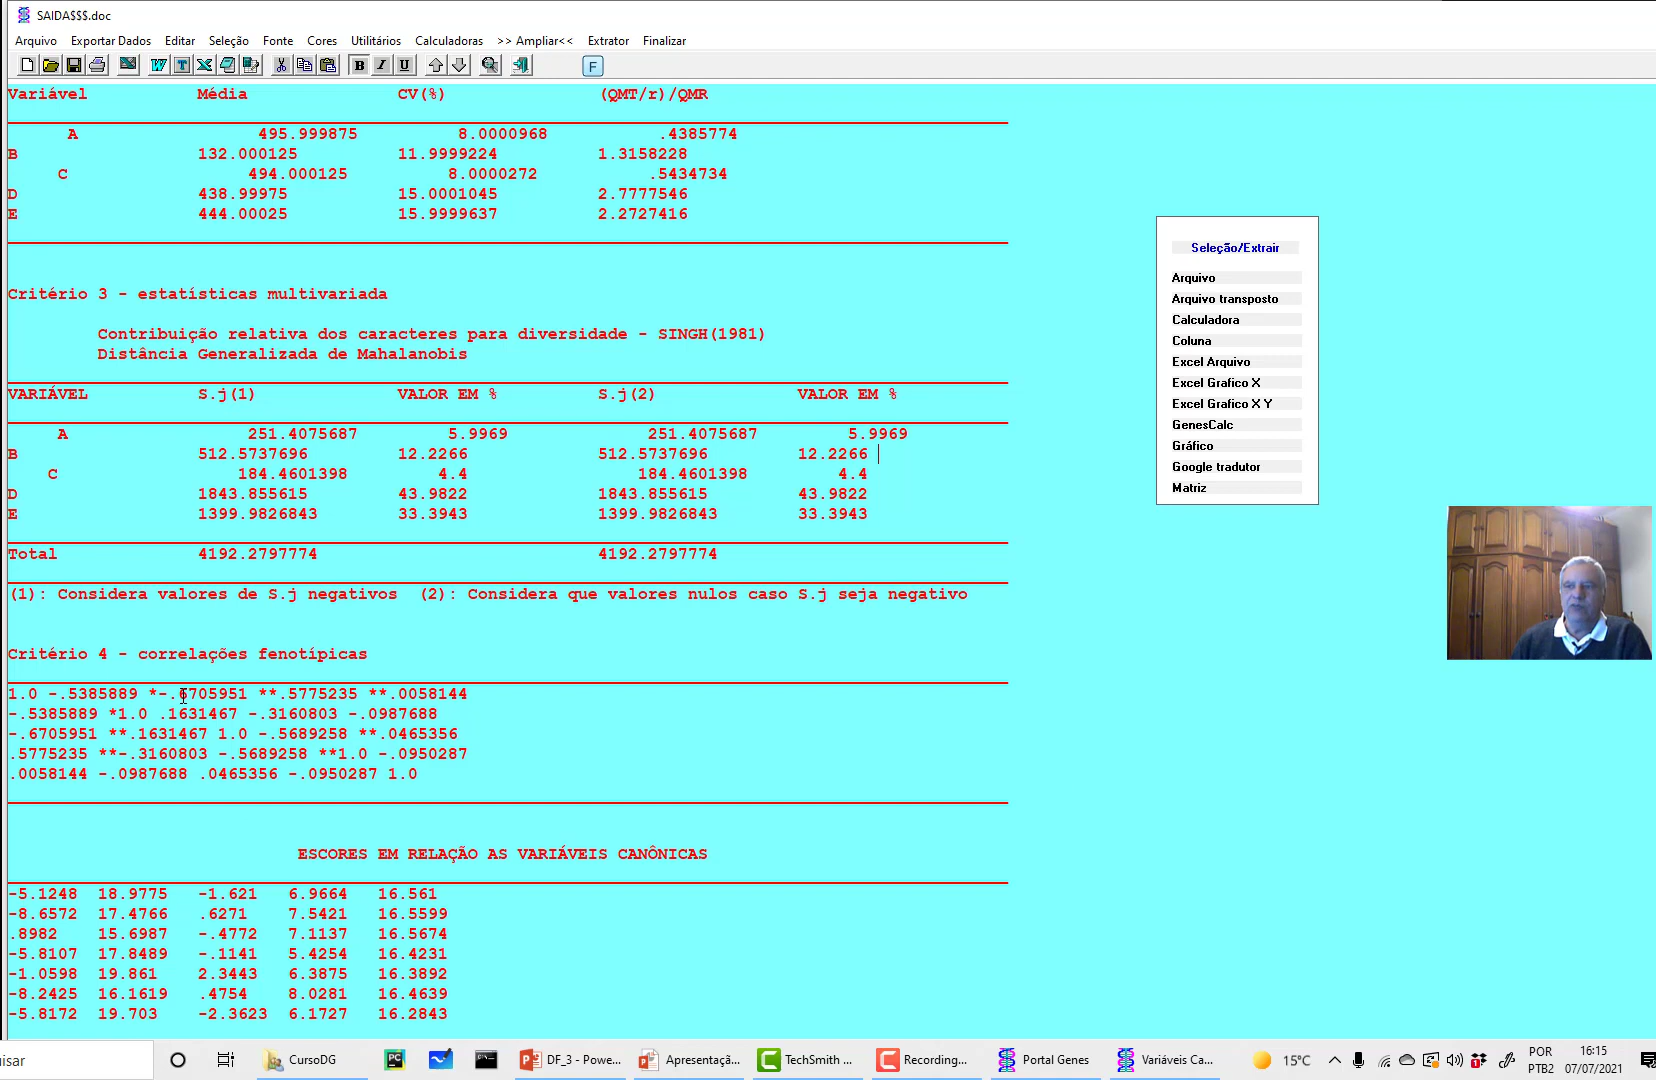 SAIDA$$$.doc
Arquivo Exportar Dados Editar Seleção Fonte Cores Utilitários Calculadoras >> Ampliar<< Extrator Finalizar
W T X B I U F
Variável Média CV(%) (QMT/r)/QMR
A 495.999875 8.0000968 .4385774
B 132.000125 11.9999224 1.3158228
C 494.000125 8.0000272 .5434734
D 438.99975 15.0001045 2.7777546
E 444.00025 15.9999637 2.2727416
Critério 3 - estatísticas multivariada
Contribuição relativa dos caracteres para diversidade - SINGH(1981)
Distância Generalizada de Mahalanobis
VARIÁVEL S.j(1) VALOR EM % S.j(2) VALOR EM %
A 251.4075687 5.9969 251.4075687 5.9969
B 512.5737696 12.2266 512.5737696 12.2266
C 184.4601398 4.4 184.4601398 4.4
D 1843.855615 43.9822 1843.855615 43.9822
E 1399.9826843 33.3943 1399.9826843 33.3943
Total 4192.2797774 4192.2797774
(1): Considera valores de S.j negativos (2): Considera que valores nulos caso S.j seja negativo
Critério 4 - correlações fenotípicas
1.0 -.5385889 *-.6705951 **.5775235 **.0058144
-.5385889 *1.0 .1631467 -.3160803 -.0987688
-.6705951 **.1631467 1.0 -.5689258 **.0465356
.5775235 **-.3160803 -.5689258 **1.0 -.0950287
.0058144 -.0987688 .0465356 -.0950287 1.0
ESCORES EM RELAÇÃO AS VARIÁVEIS CANÔNICAS
-5.1248 18.9775 -1.621 6.9664 16.561
-8.6572 17.4766 .6271 7.5421 16.5599
.8982 15.6987 -.4772 7.1137 16.5674
-5.8107 17.8489 -.1141 5.4254 16.4231
-1.0598 19.861 2.3443 6.3875 16.3892
-8.2425 16.1619 .4754 8.0281 16.4639
-5.8172 19.703 -2.3623 6.1727 16.2843
Seleção/Extrair
Arquivo
Arquivo transposto
Calculadora
Coluna
Excel Arquivo
Excel Grafico X
Excel Grafico X Y
GenesCalc
Gráfico
Google tradutor
Matriz
isar CursoDG PC DF_3 - Powe... Apresentaçã... TechSmith ... Recording... Portal Genes Variáveis Ca... 15°C POR 16:15
PTB2 07/07/2021